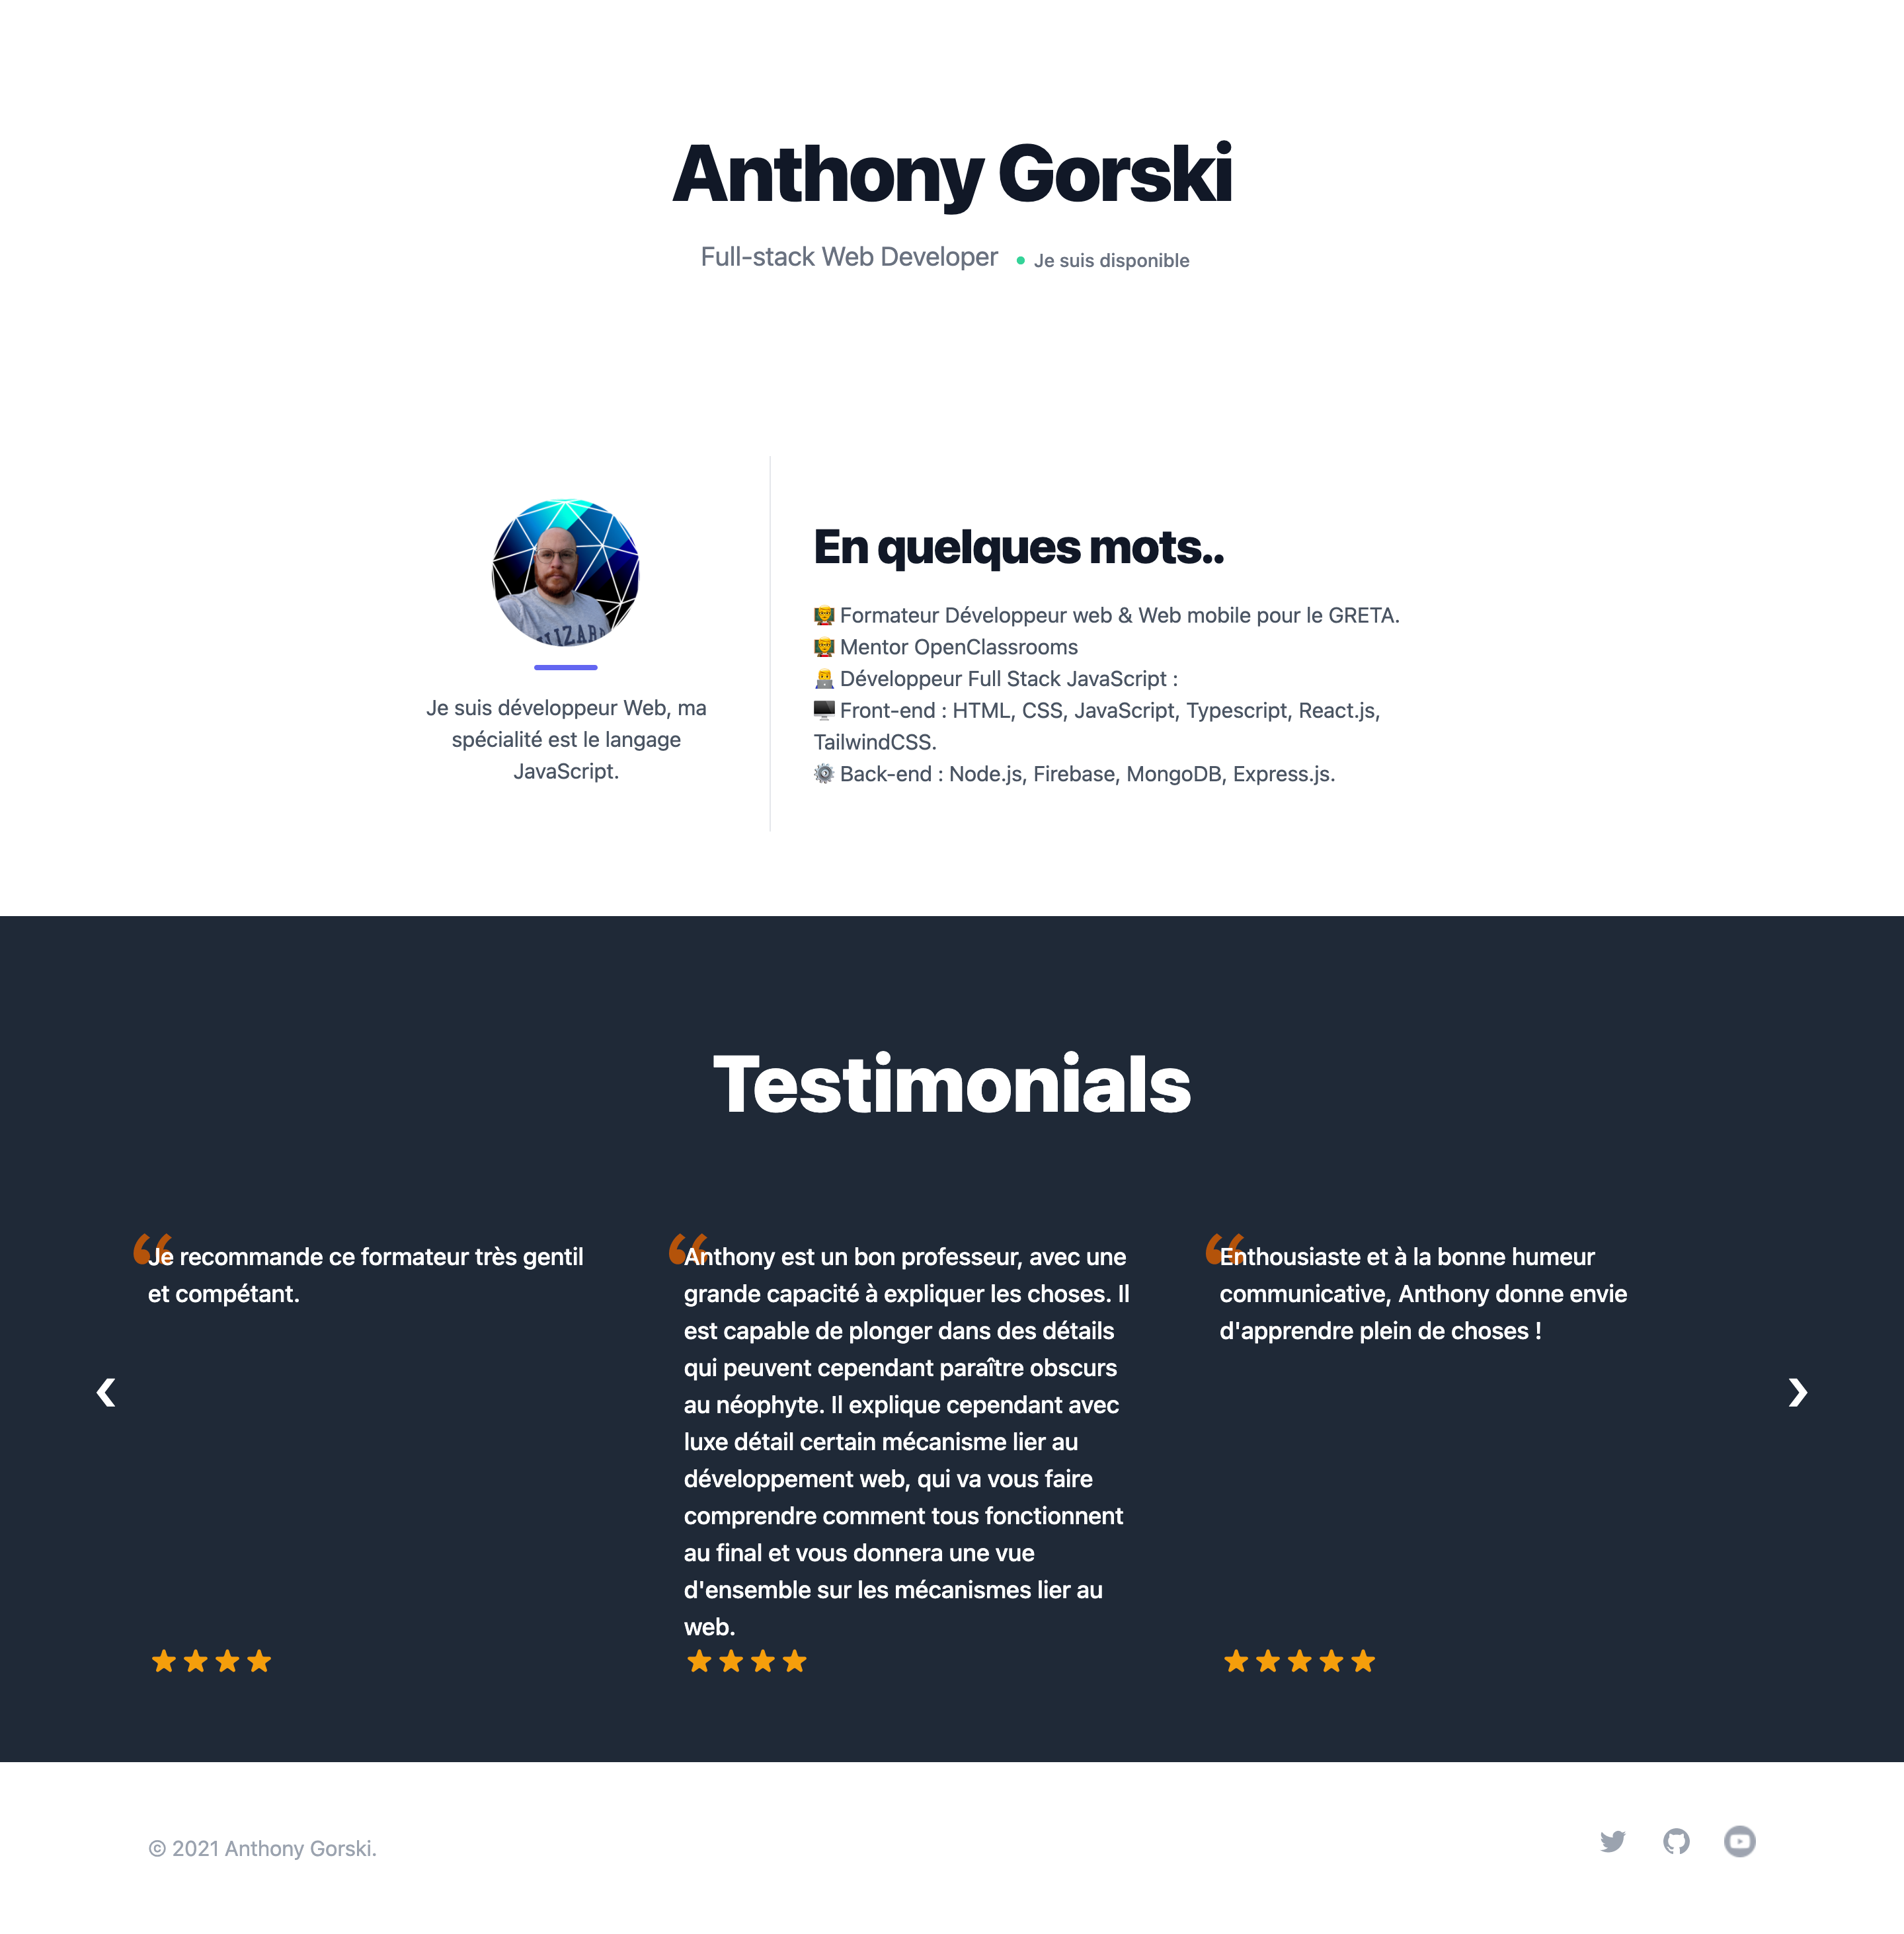 Anthony Gorski
Full-stack Web Developer
Je suis disponible
En quelques mots..
👨‍🏫 Formateur Développeur web & Web mobile pour le GRETA.
👨‍🏫 Mentor OpenClassrooms
👨‍💻 Développeur Full Stack JavaScript :
🖥️ Front-end : HTML, CSS, JavaScript, Typescript, React.js,
TailwindCSS.
⚙️ Back-end : Node.js, Firebase, MongoDB, Express.js.
Je suis développeur Web, ma
spécialité est le langage
JavaScript.
Testimonials
Je recommande ce formateur très gentil
et compétant.
Anthony est un bon professeur, avec une
grande capacité à expliquer les choses. Il
est capable de plonger dans des détails
qui peuvent cependant paraître obscurs
au néophyte. Il explique cependant avec
luxe détail certain mécanisme lier au
développement web, qui va vous faire
comprendre comment tous fonctionnent
au final et vous donnera une vue
d'ensemble sur les mécanismes lier au
web.
Enthousiaste et à la bonne humeur
communicative, Anthony donne envie
d'apprendre plein de choses !
© 2021 Anthony Gorski.